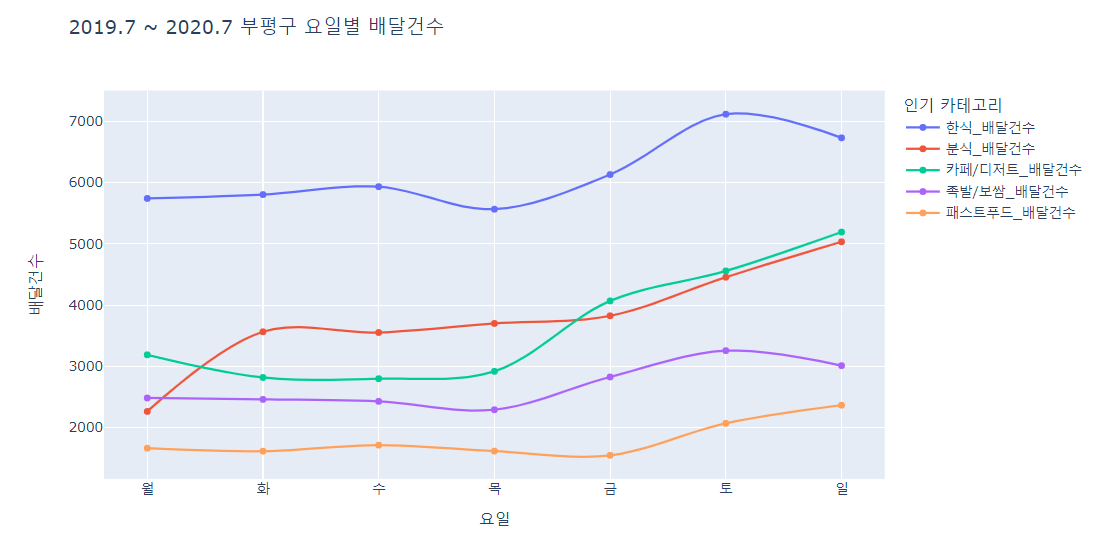 2019.7 ~ 2020.7 부평구 요일별 배달건수
인기 카테고리
한식_배달건수
분식_배달건수
카페/디저트_배달건수
족발/보쌈_배달건수
패스트푸드_배달건수
배달건수
7000
6000
5000
4000
3000
2000
월 화 수 목 금 토 일
요일